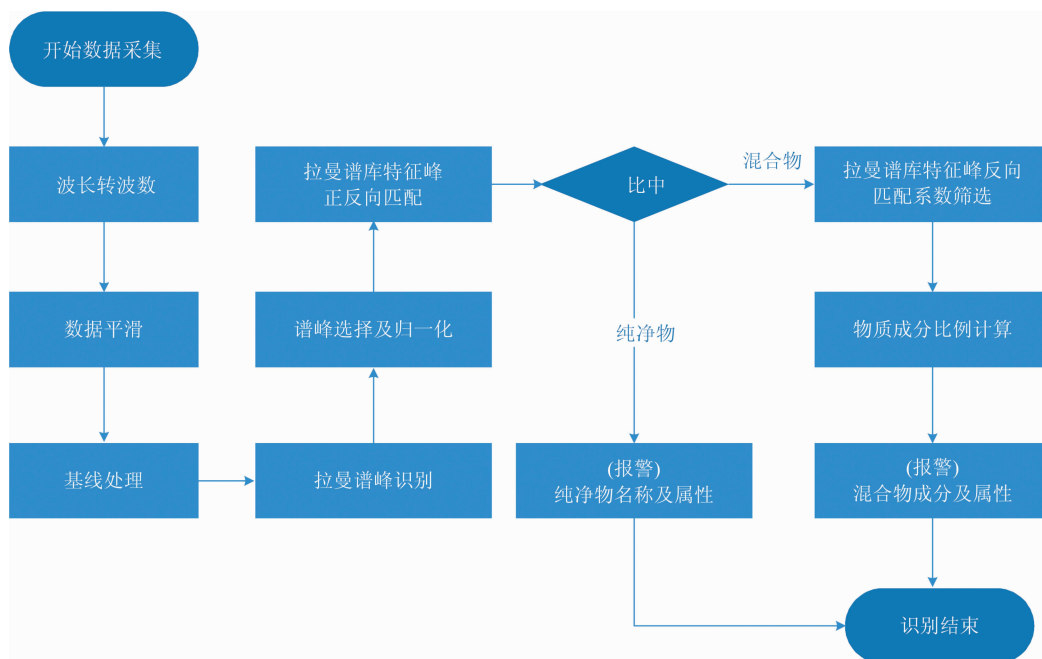 开始数据采集
波长转波数
数据平滑
基线处理
拉曼谱峰识别
谱峰选择及归一化
拉曼谱库特征峰
正反向匹配
比中
混合物
纯净物
拉曼谱库特征峰反向
匹配系数筛选
物质成分比例计算
(报警)
纯净物名称及属性
(报警)
混合物成分及属性
识别结束